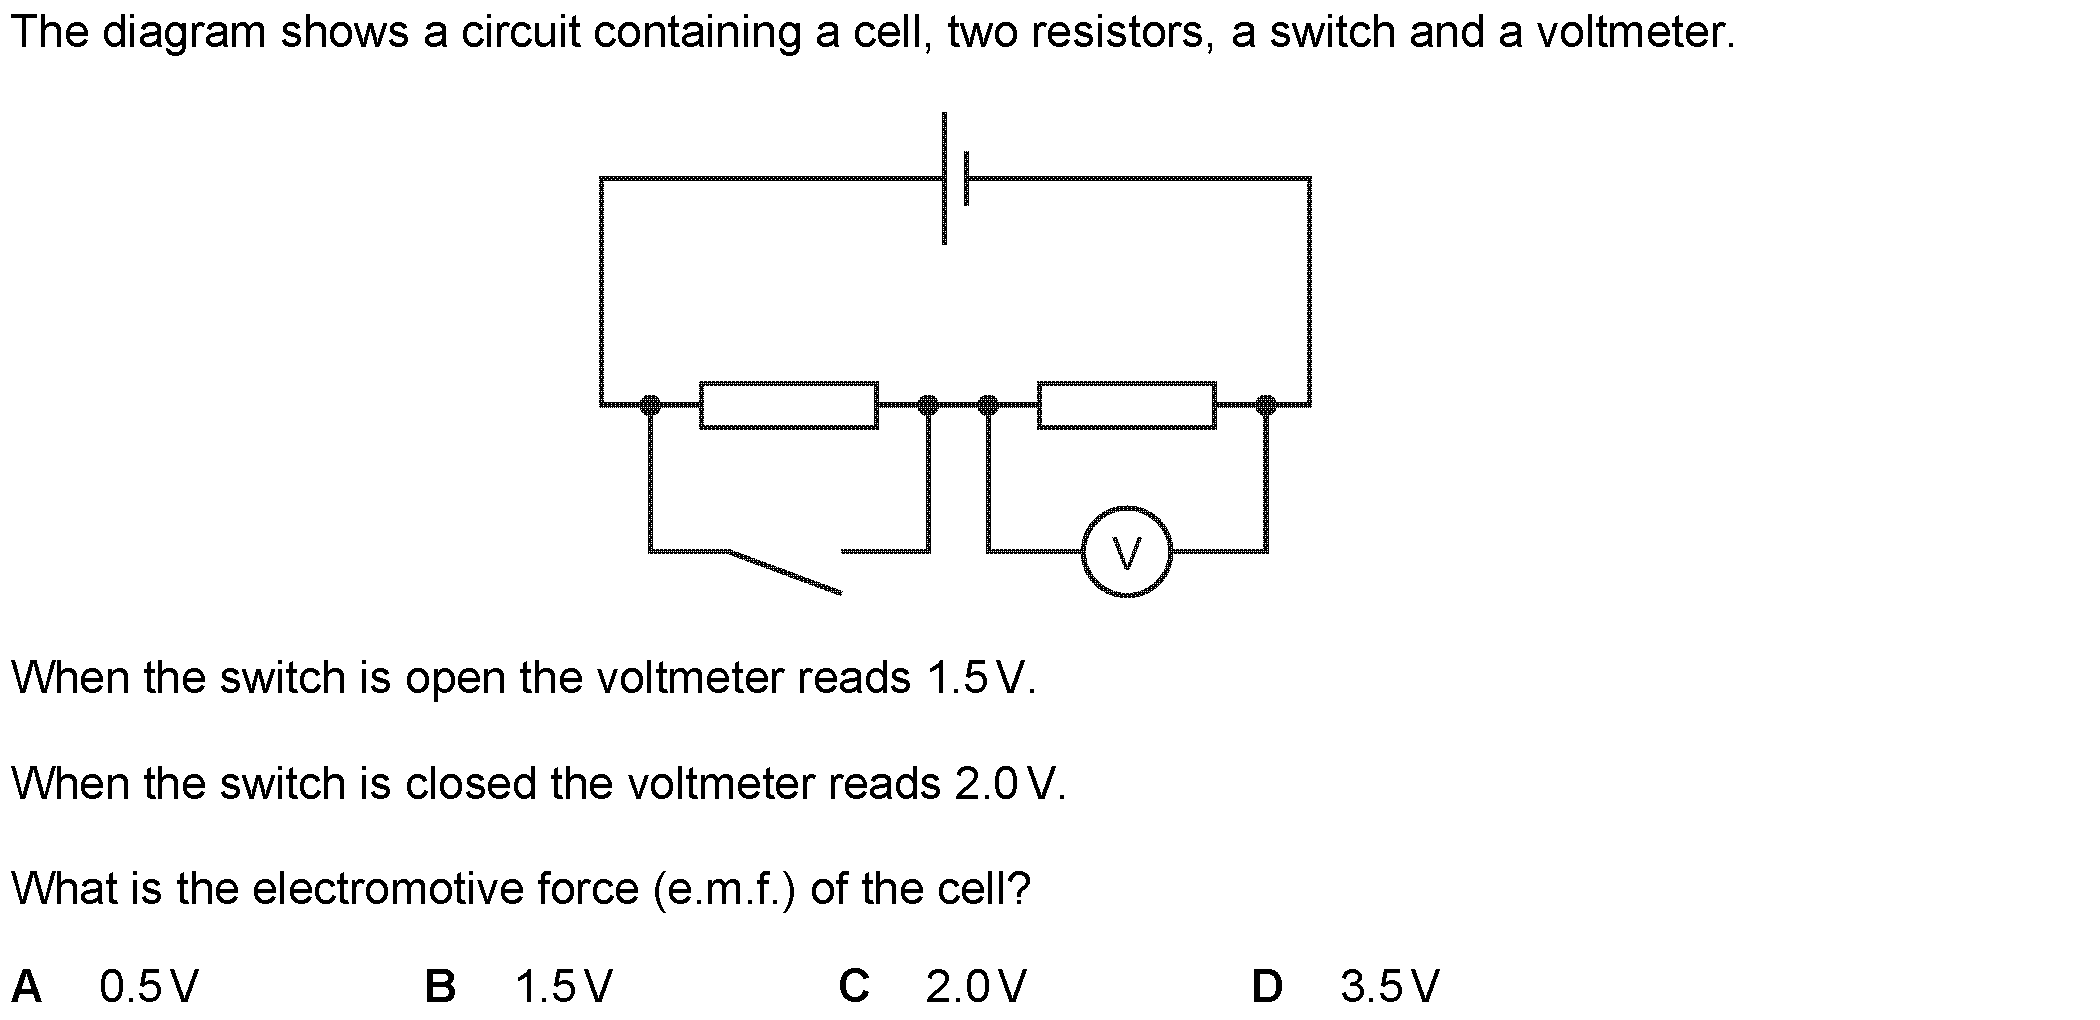 The diagram shows a circuit containing a cell, two resistors, a switch and a voltmeter.
V
When the switch is open the voltmeter reads 1.5 V.
When the switch is closed the voltmeter reads 2.0 V.
What is the electromotive force (e.m.f.) of the cell?
A 0.5 V B 1.5 V C 2.0 V D 3.5 V